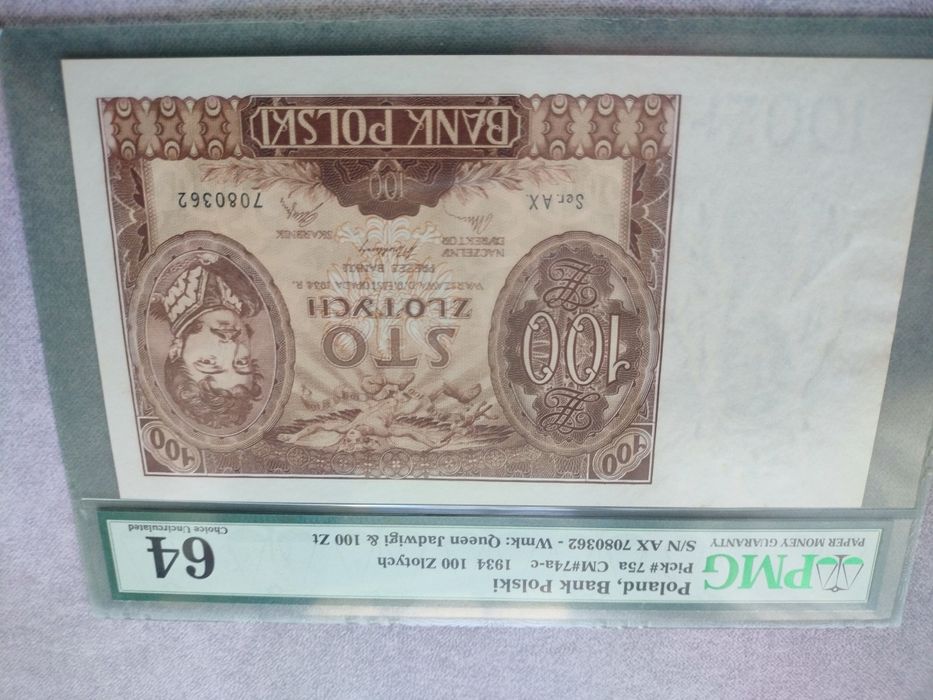 PMG
PAPER MONEY GUARANTY
Poland, Bank Polski
Pick# 75a CM#74a-c 1934 100 Zlotych
S/N AX 7080362 - Wmk: Queen Jadwigi & 100 Zł
64
Choice Uncirculated
100
100
100
STO
ZŁOTYCH
WARSZAWA, D. 9 LISTOPADA 1934 R.
PREZES BANKU
NACZELNY
DYREKTOR
SKARBNIK
Ser. AX
7080362
100
BANK POLSKI